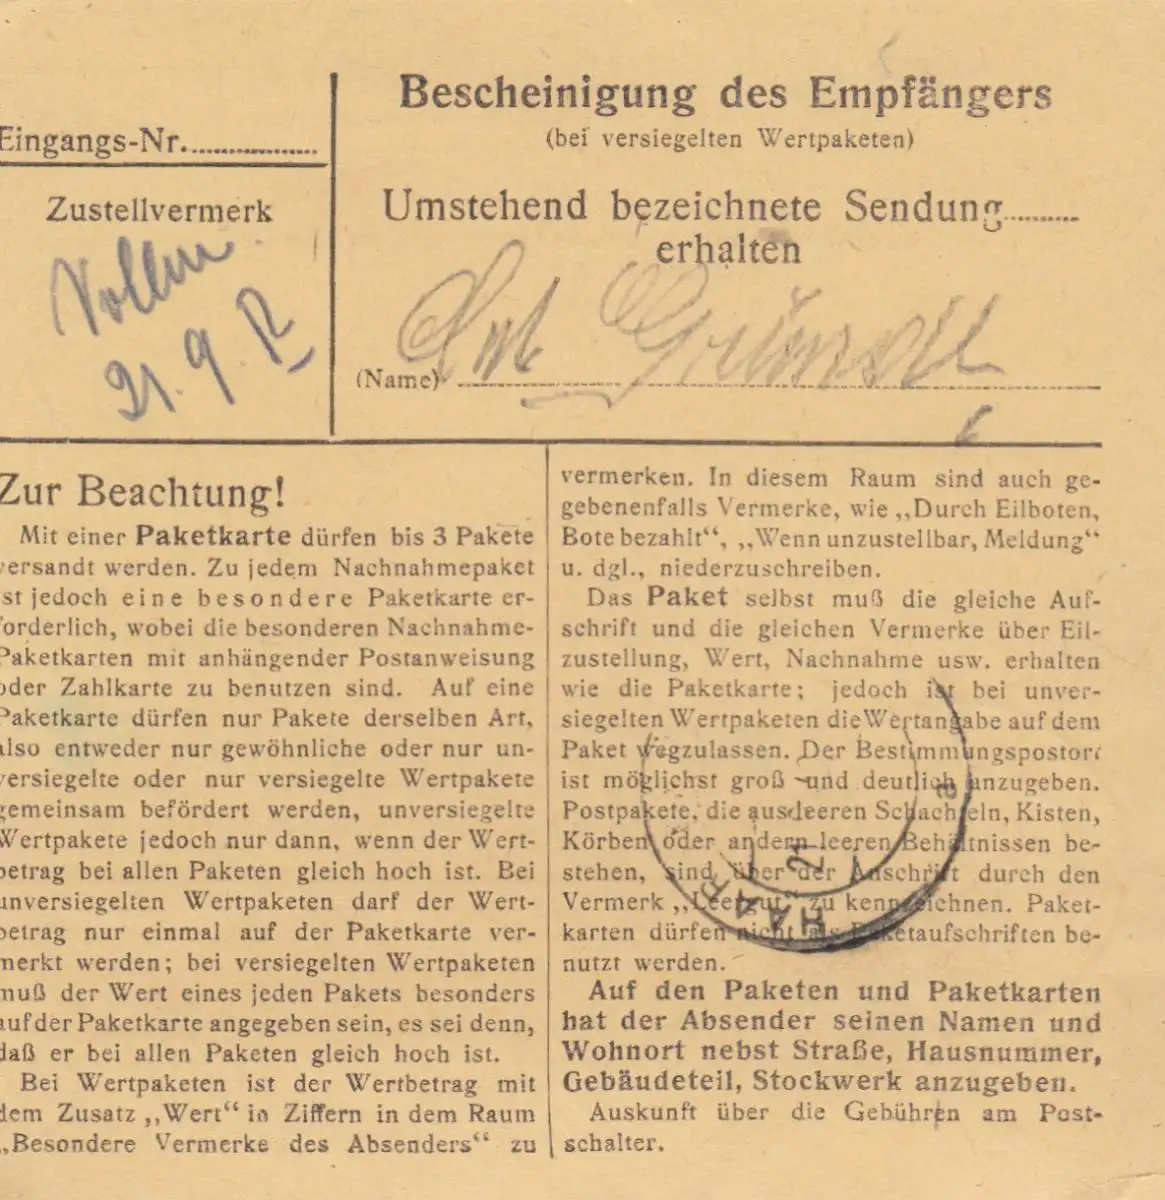 Eingangs-Nr.
Zustellvermerk
21. 9.
Bescheinigung des Empfängers
(bei versiegelten Wertpaketen)
Umstehend bezeichnete Sendung
erhalten
(Name)
Zur Beachtung!
Mit einer Paketkarte dürfen bis 3 Pakete
versandt werden. Zu jedem Nachnahmepaket
ist jedoch eine besondere Paketkarte er-
forderlich, wobei die besonderen Nachnahme-
Paketkarten mit anhängender Postanweisung
oder Zahlkarte zu benutzen sind. Auf eine
Paketkarte dürfen nur Pakete derselben Art,
also entweder nur gewöhnliche oder nur un-
versiegelte oder nur versiegelte Wertpakete
gemeinsam befördert werden, unversiegelte
Wertpakete jedoch nur dann, wenn der Wert-
betrag bei allen Paketen gleich hoch ist. Bei
unversiegelten Wertpaketen darf der Wert-
betrag nur einmal auf der Paketkarte ver-
merkt werden; bei versiegelten Wertpaketen
muß der Wert eines jeden Pakets besonders
auf der Paketkarte angegeben sein, es sei denn,
daß er bei allen Paketen gleich hoch ist.
Bei Wertpaketen ist der Wertbetrag mit
dem Zusatz „Wert“ in Ziffern in dem Raum
„Besondere Vermerke des Absenders“ zu
vermerken. In diesem Raum sind auch ge-
gebenenfalls Vermerke, wie „Durch Eilboten,
Bote bezahlt“, „Wenn unzustellbar, Meldung“
u. dgl., niederzuschreiben.
Das Paket selbst muß die gleiche Auf-
schrift und die gleichen Vermerke über Eil-
zustellung, Wert, Nachnahme usw. erhalten
wie die Paketkarte; jedoch ist bei unver-
siegelten Wertpaketen die Wertangabe auf dem
Paket wegzulassen. Der Bestimmungspostort
ist möglichst groß und deutlich anzugeben.
Postpakete, die aus leeren Schachteln, Kisten,
Körben oder andern leeren Behältnissen be-
stehen, sind über der Anschrift durch den
Vermerk „Leergut“ zu kennzeichnen. Paket-
karten dürfen nicht als Paketaufschriften be-
nutzt werden.
Auf den Paketen und Paketkarten
hat der Absender seinen Namen und
Wohnort nebst Straße, Hausnummer,
Gebäudeteil, Stockwerk anzugeben.
Auskunft über die Gebühren am Post-
schalter.
HAAR